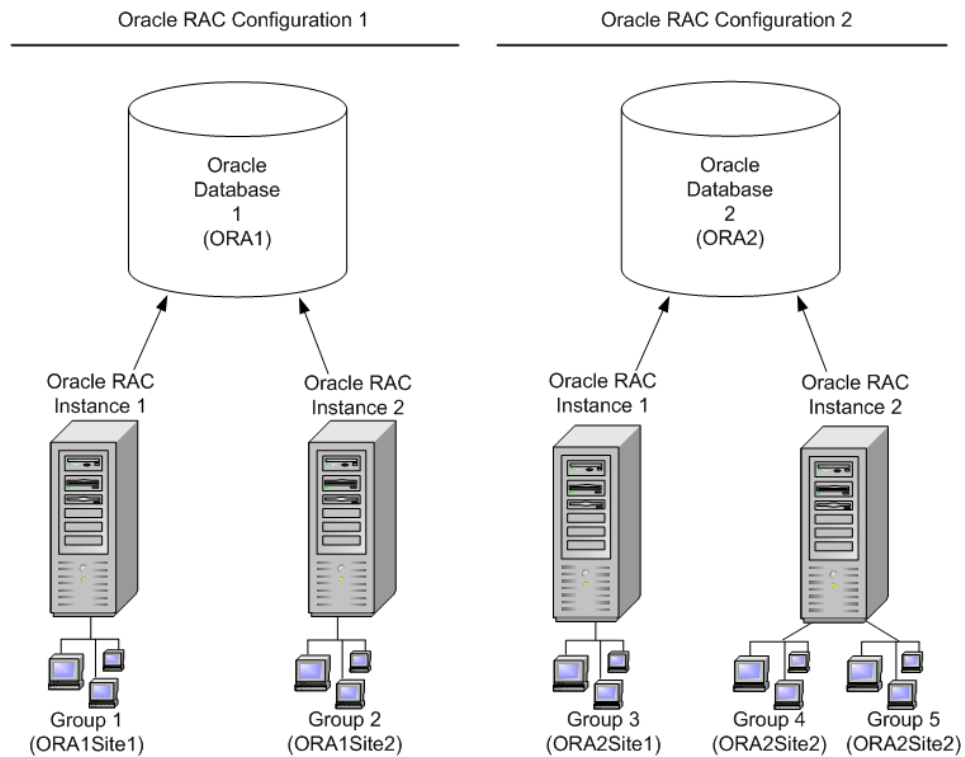 Oracle RAC Configuration 1
Oracle RAC Configuration 2
Oracle
Database
1
(ORA1)
Oracle
Database
2
(ORA2)
Oracle RAC
Instance 1
Oracle RAC
Instance 2
Oracle RAC
Instance 1
Oracle RAC
Instance 2
Group 1
(ORA1Site1)
Group 2
(ORA1Site2)
Group 3
(ORA2Site1)
Group 4
(ORA2Site2)
Group 5
(ORA2Site2)